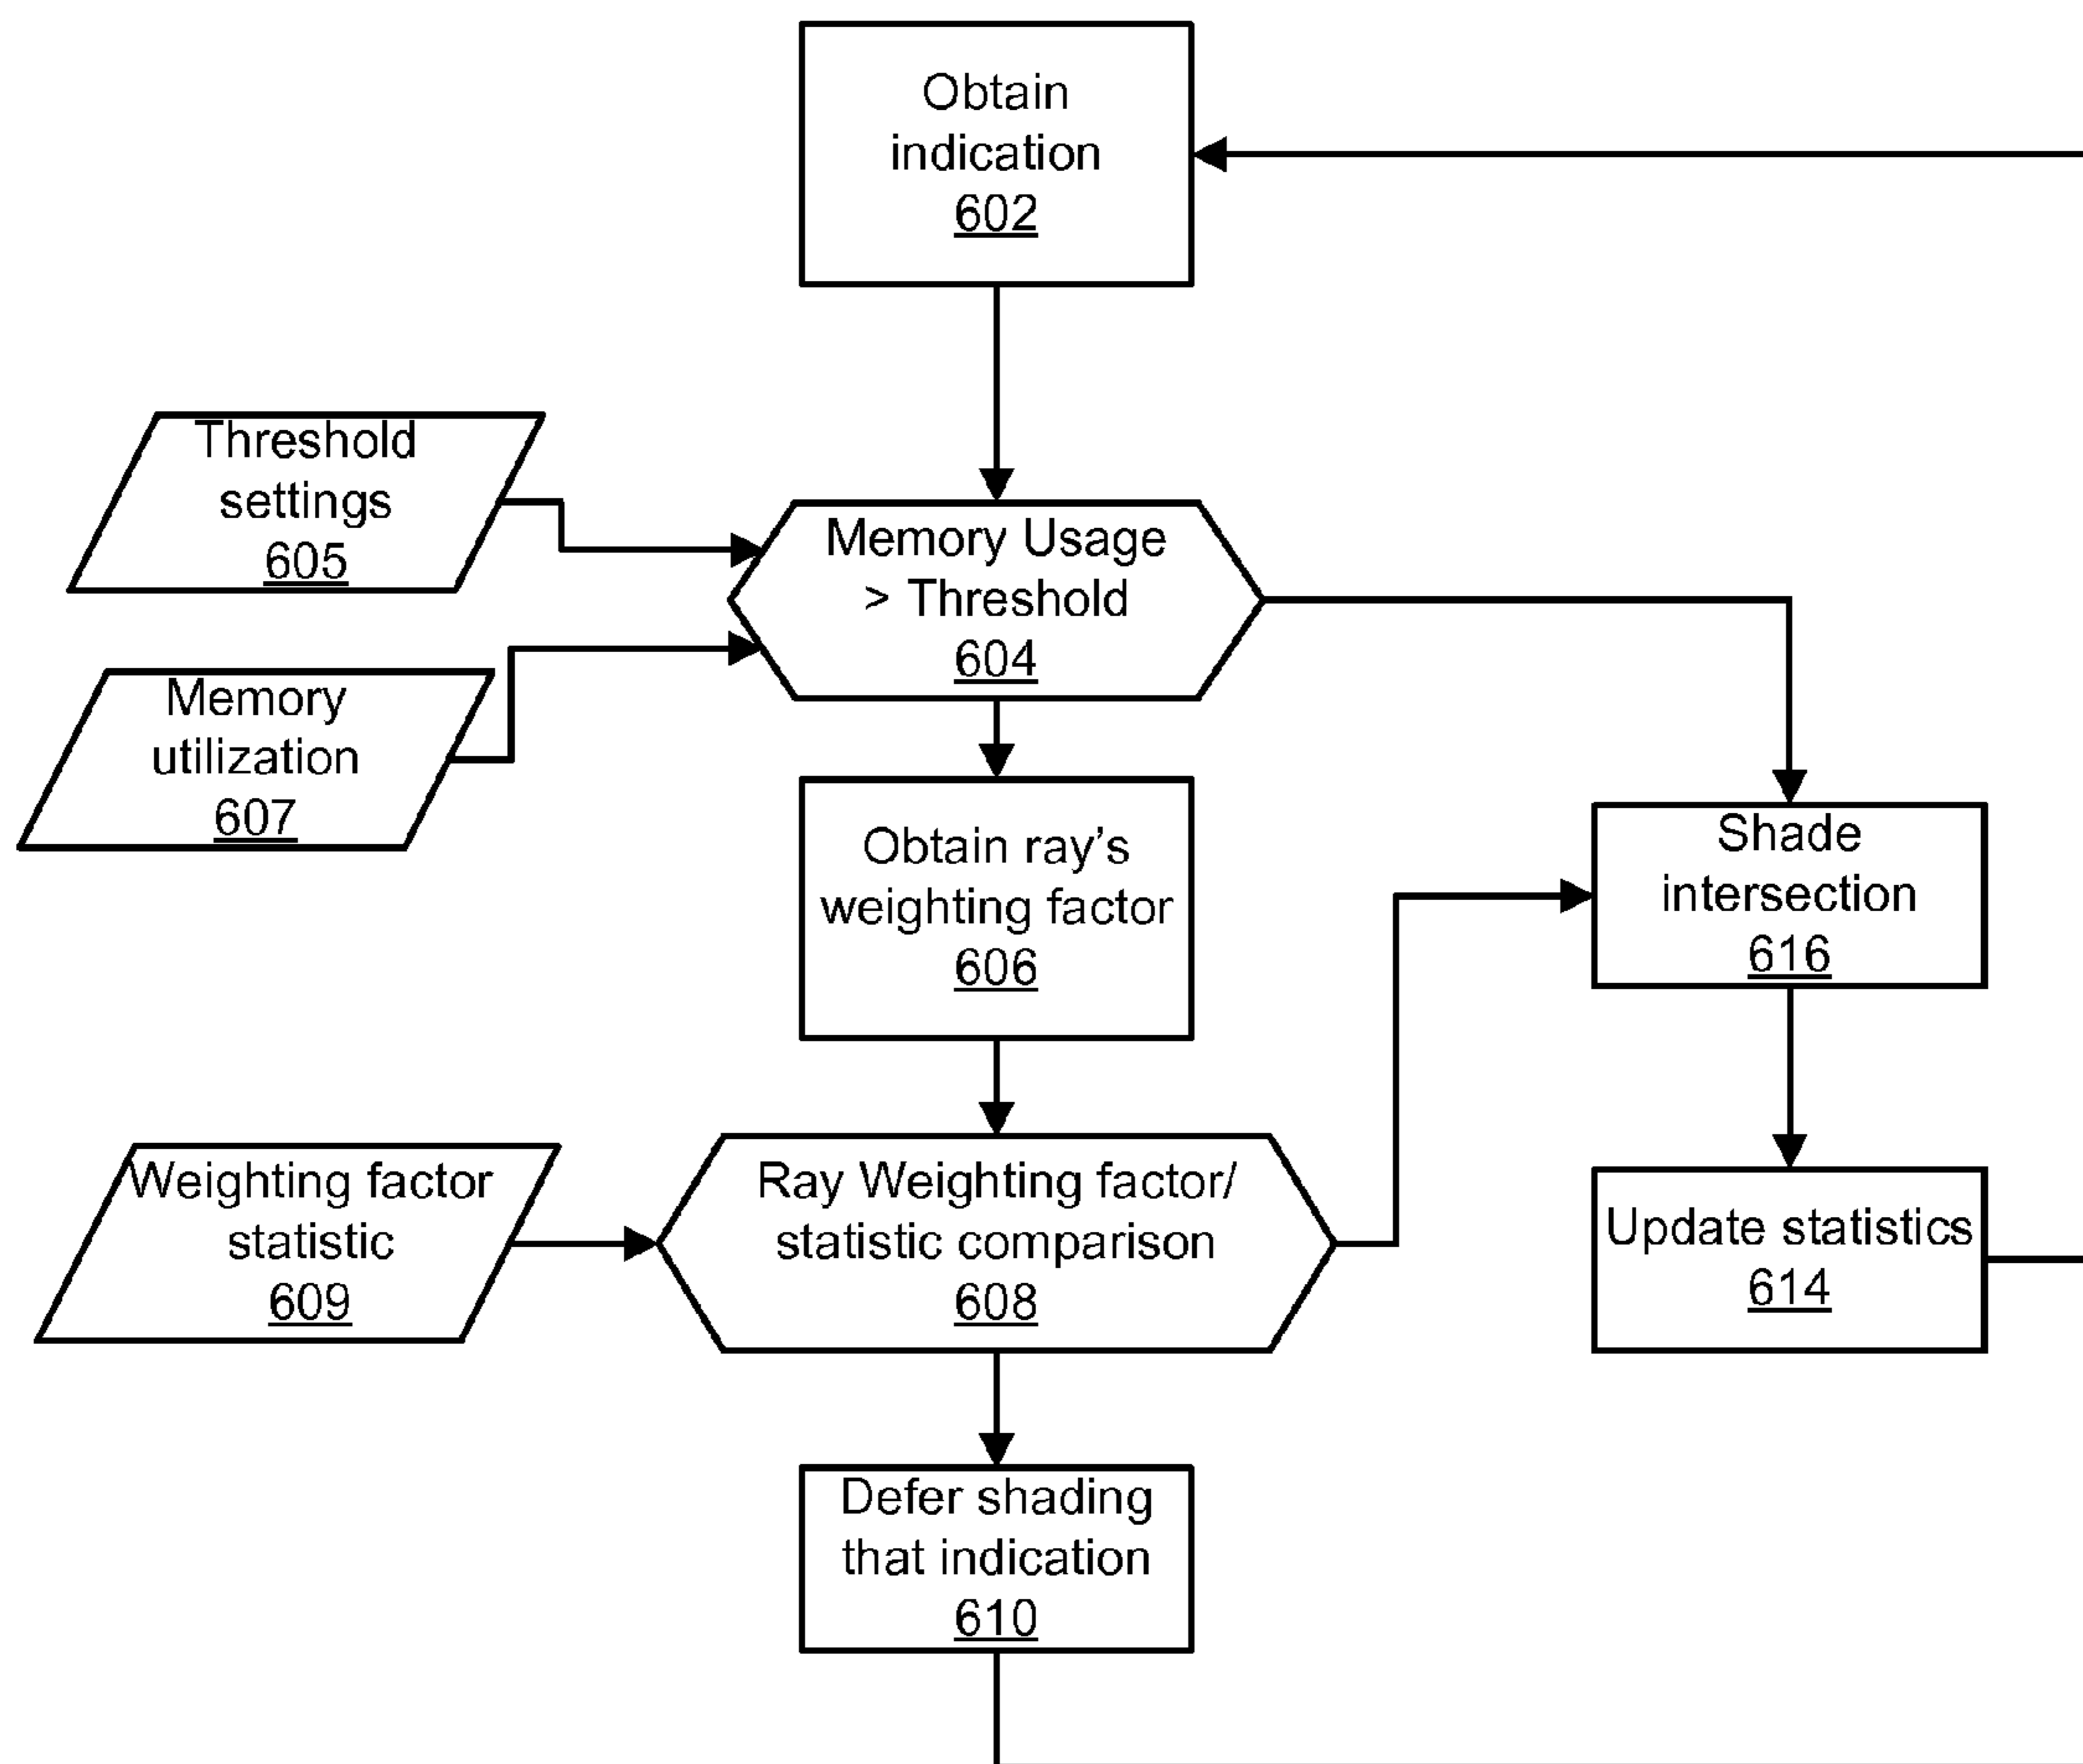 Obtain
indication
602
Threshold
settings
605
Memory Usage
> Threshold
604
Memory
utilization
607
Obtain ray's
weighting factor
606
Shade
intersection
616
Weighting factor
statistic
609
Ray Weighting factor/
statistic comparison
608
Update statistics
614
Defer shading
that indication
610